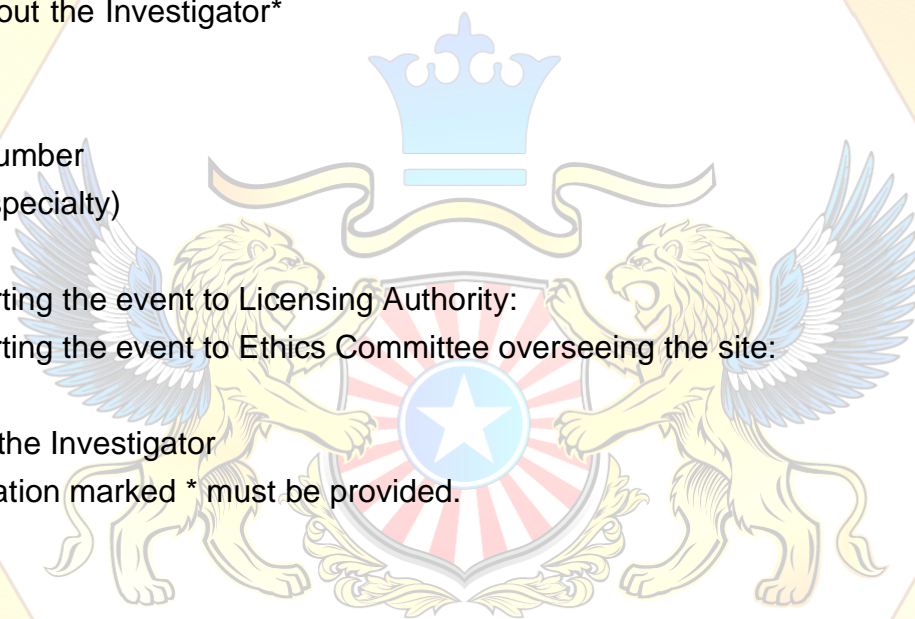 out the Investigator*
umber
specialty)
rting the event to Licensing Authority:
rting the event to Ethics Committee overseeing the site:
the Investigator
ation marked * must be provided.